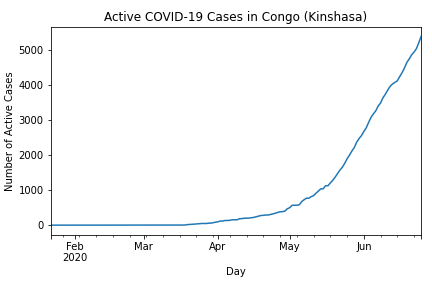 Active COVID-19 Cases in Congo (Kinshasa)
Number of Active Cases
5000
4000
3000
2000
1000
0
Feb
2020
Mar
Apr
May
Jun
Day